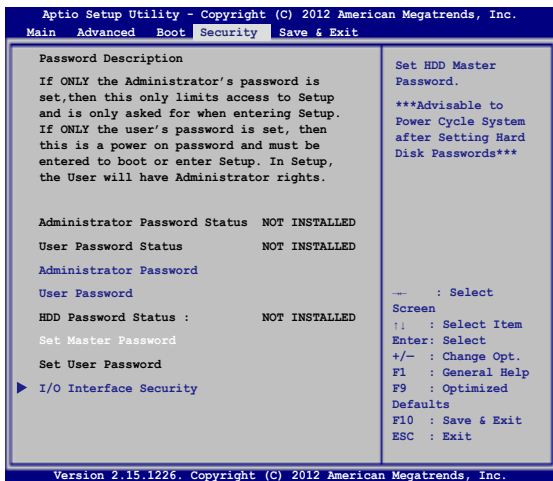 Aptio Setup Utility - Copyright (C) 2012 American Megatrends, Inc.
Main Advanced Boot Security Save & Exit
Password Description
If ONLY the Administrator's password is
set,then this only limits access to Setup
and is only asked for when entering Setup.
If ONLY the user's password is set, then
this is a power on password and must be
entered to boot or enter Setup. In Setup,
the User will have Administrator rights.
Administrator Password Status NOT INSTALLED
User Password Status NOT INSTALLED
Administrator Password
User Password
HDD Password Status : NOT INSTALLED
Set Master Password
Set User Password
I/O Interface Security
Set HDD Master
Password.
***Advisable to
Power Cycle System
after Setting Hard
Disk Passwords***
→← : Select
Screen
↑↓ : Select Item
Enter: Select
+/— : Change Opt.
F1 : General Help
F9 : Optimized
Defaults
F10 : Save & Exit
ESC : Exit
Version 2.15.1226. Copyright (C) 2012 American Megatrends, Inc.